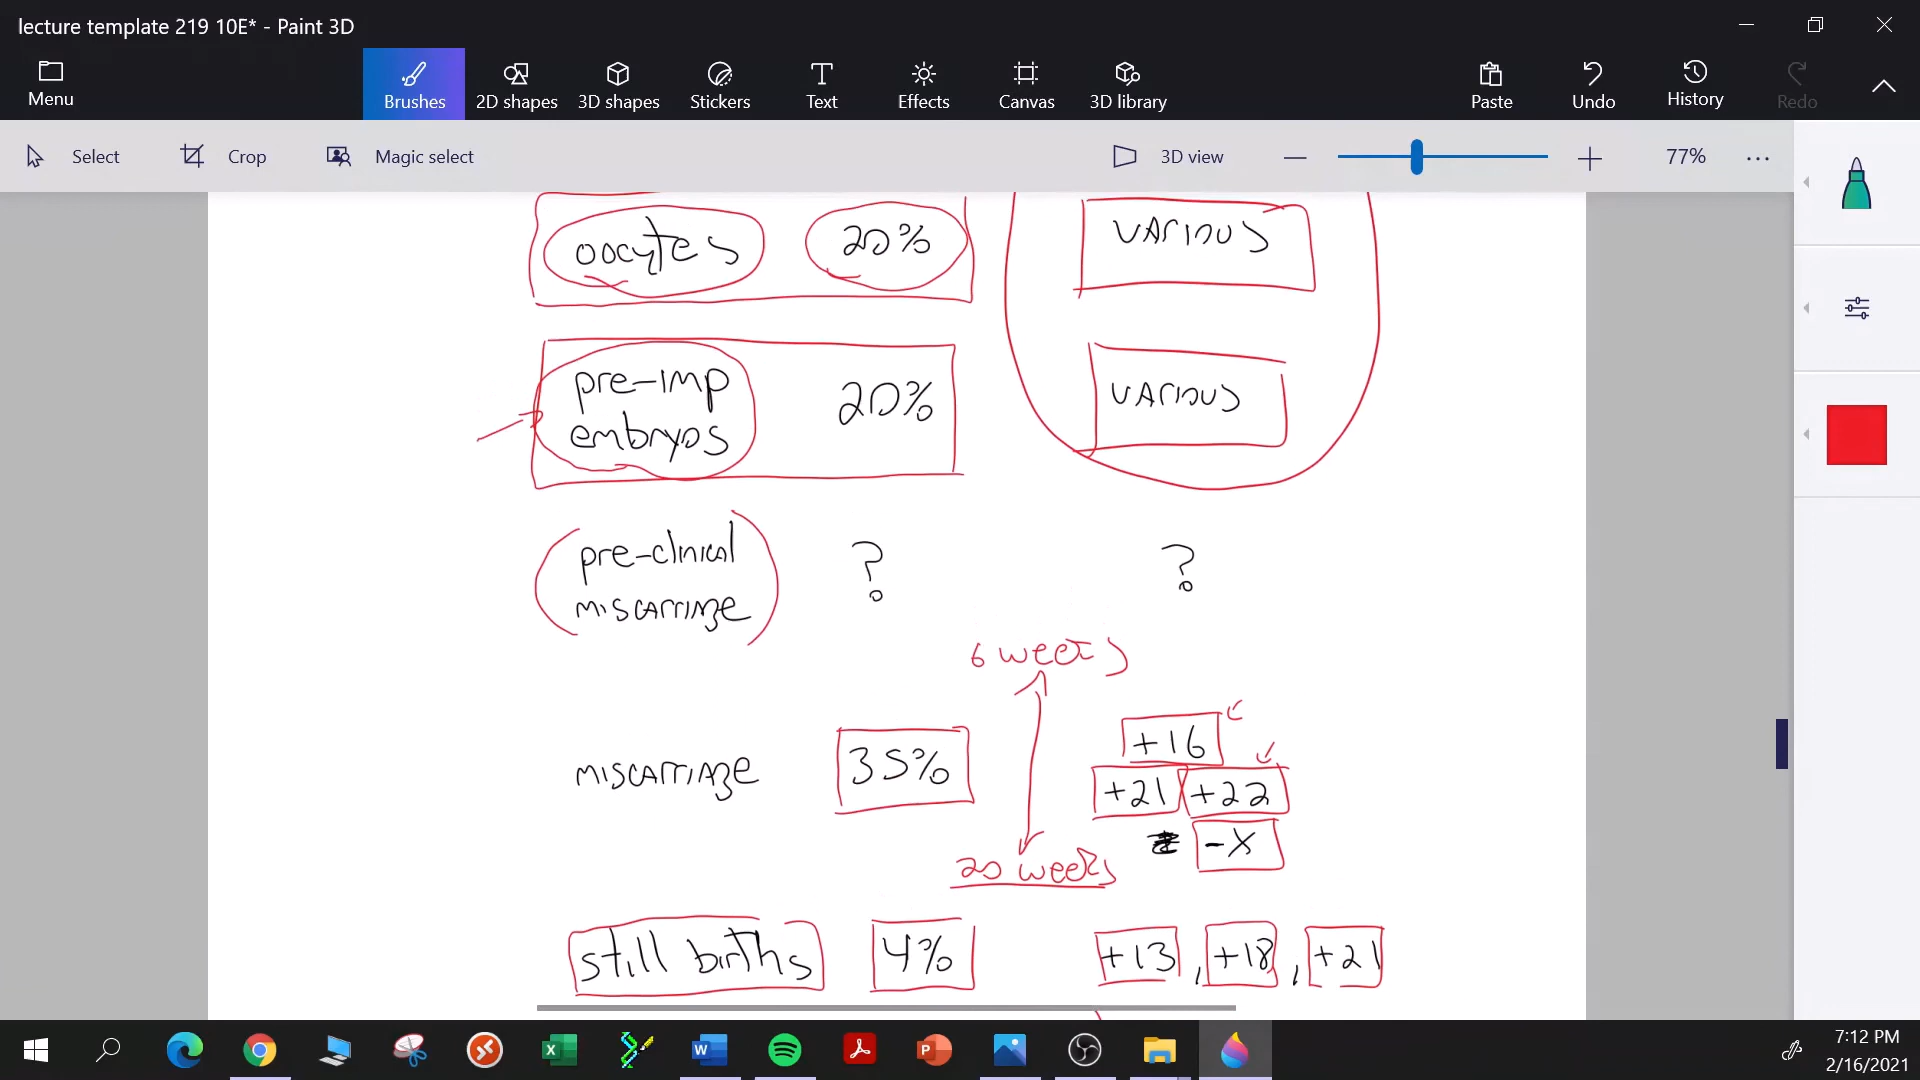 lecture template 219 10E* - Paint 3D
Menu
Brushes
2D shapes
3D shapes
Stickers
Text
Effects
Canvas
3D library
Paste
Undo
History
Redo
Select
Crop
Magic select
3D view
77%
oocytes 20% various
pre-imp
embryos 20% various
pre-clinical
miscarriage ? ?
6 weeks
+16
miscarriage 35% +21 +22
-X
20 weeks
still births 4% +13, +18, +21
7:12 PM
2/16/2021